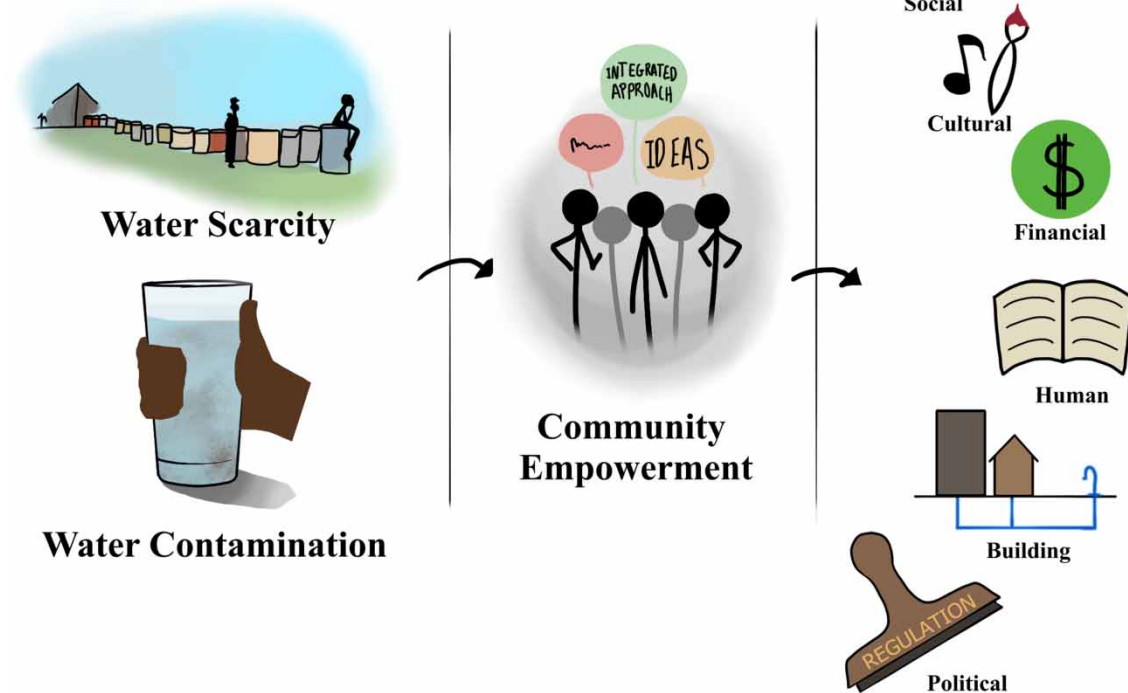 Water Scarcity
Water Contamination
INTEGRATED
APPROACH
IDEAS
Community
Empowerment
Social
Cultural
$
Financial
Human
Building
REGULATION
Political